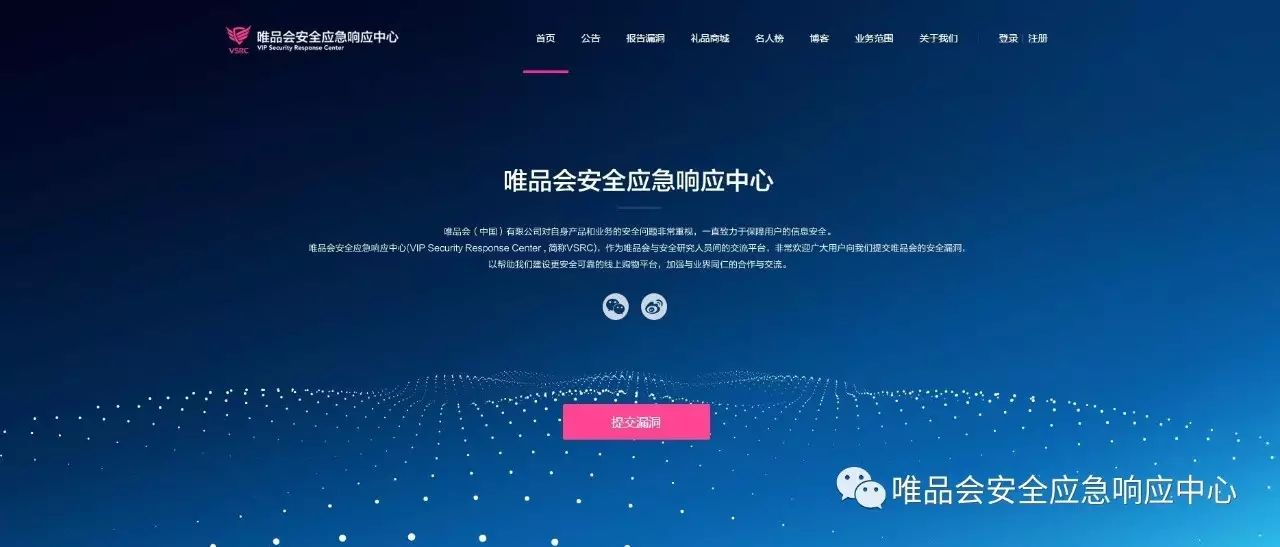 唯品会安全应急响应中心
VIP Security Response Center
VSRC
首页 公告 报告漏洞 礼品商城 名人榜 博客 业务范围 关于我们 登录 注册
唯品会安全应急响应中心
唯品会（中国）有限公司对自身产品和业务的安全问题非常重视，一直致力于保障用户的信息安全。
唯品会安全应急响应中心(VIP Security Response Center , 简称VSRC)，作为唯品会与安全研究人员间的交流平台，非常欢迎广大用户向我们提交唯品会的安全漏洞，
以帮助我们建设更安全可靠的线上购物平台，加强与业界同仁的合作与交流。
提交漏洞
唯品会安全应急响应中心